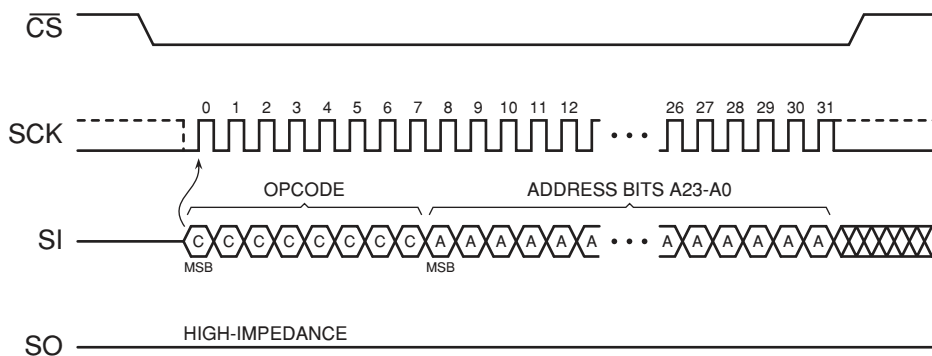 CS
0 1 2 3 4 5 6 7 8 9 10 11 12 26 27 28 29 30 31
SCK
OPCODE ADDRESS BITS A23-A0
SI C C C C C C C C A A A A A A A A A A A A
MSB MSB
HIGH-IMPEDANCE
SO